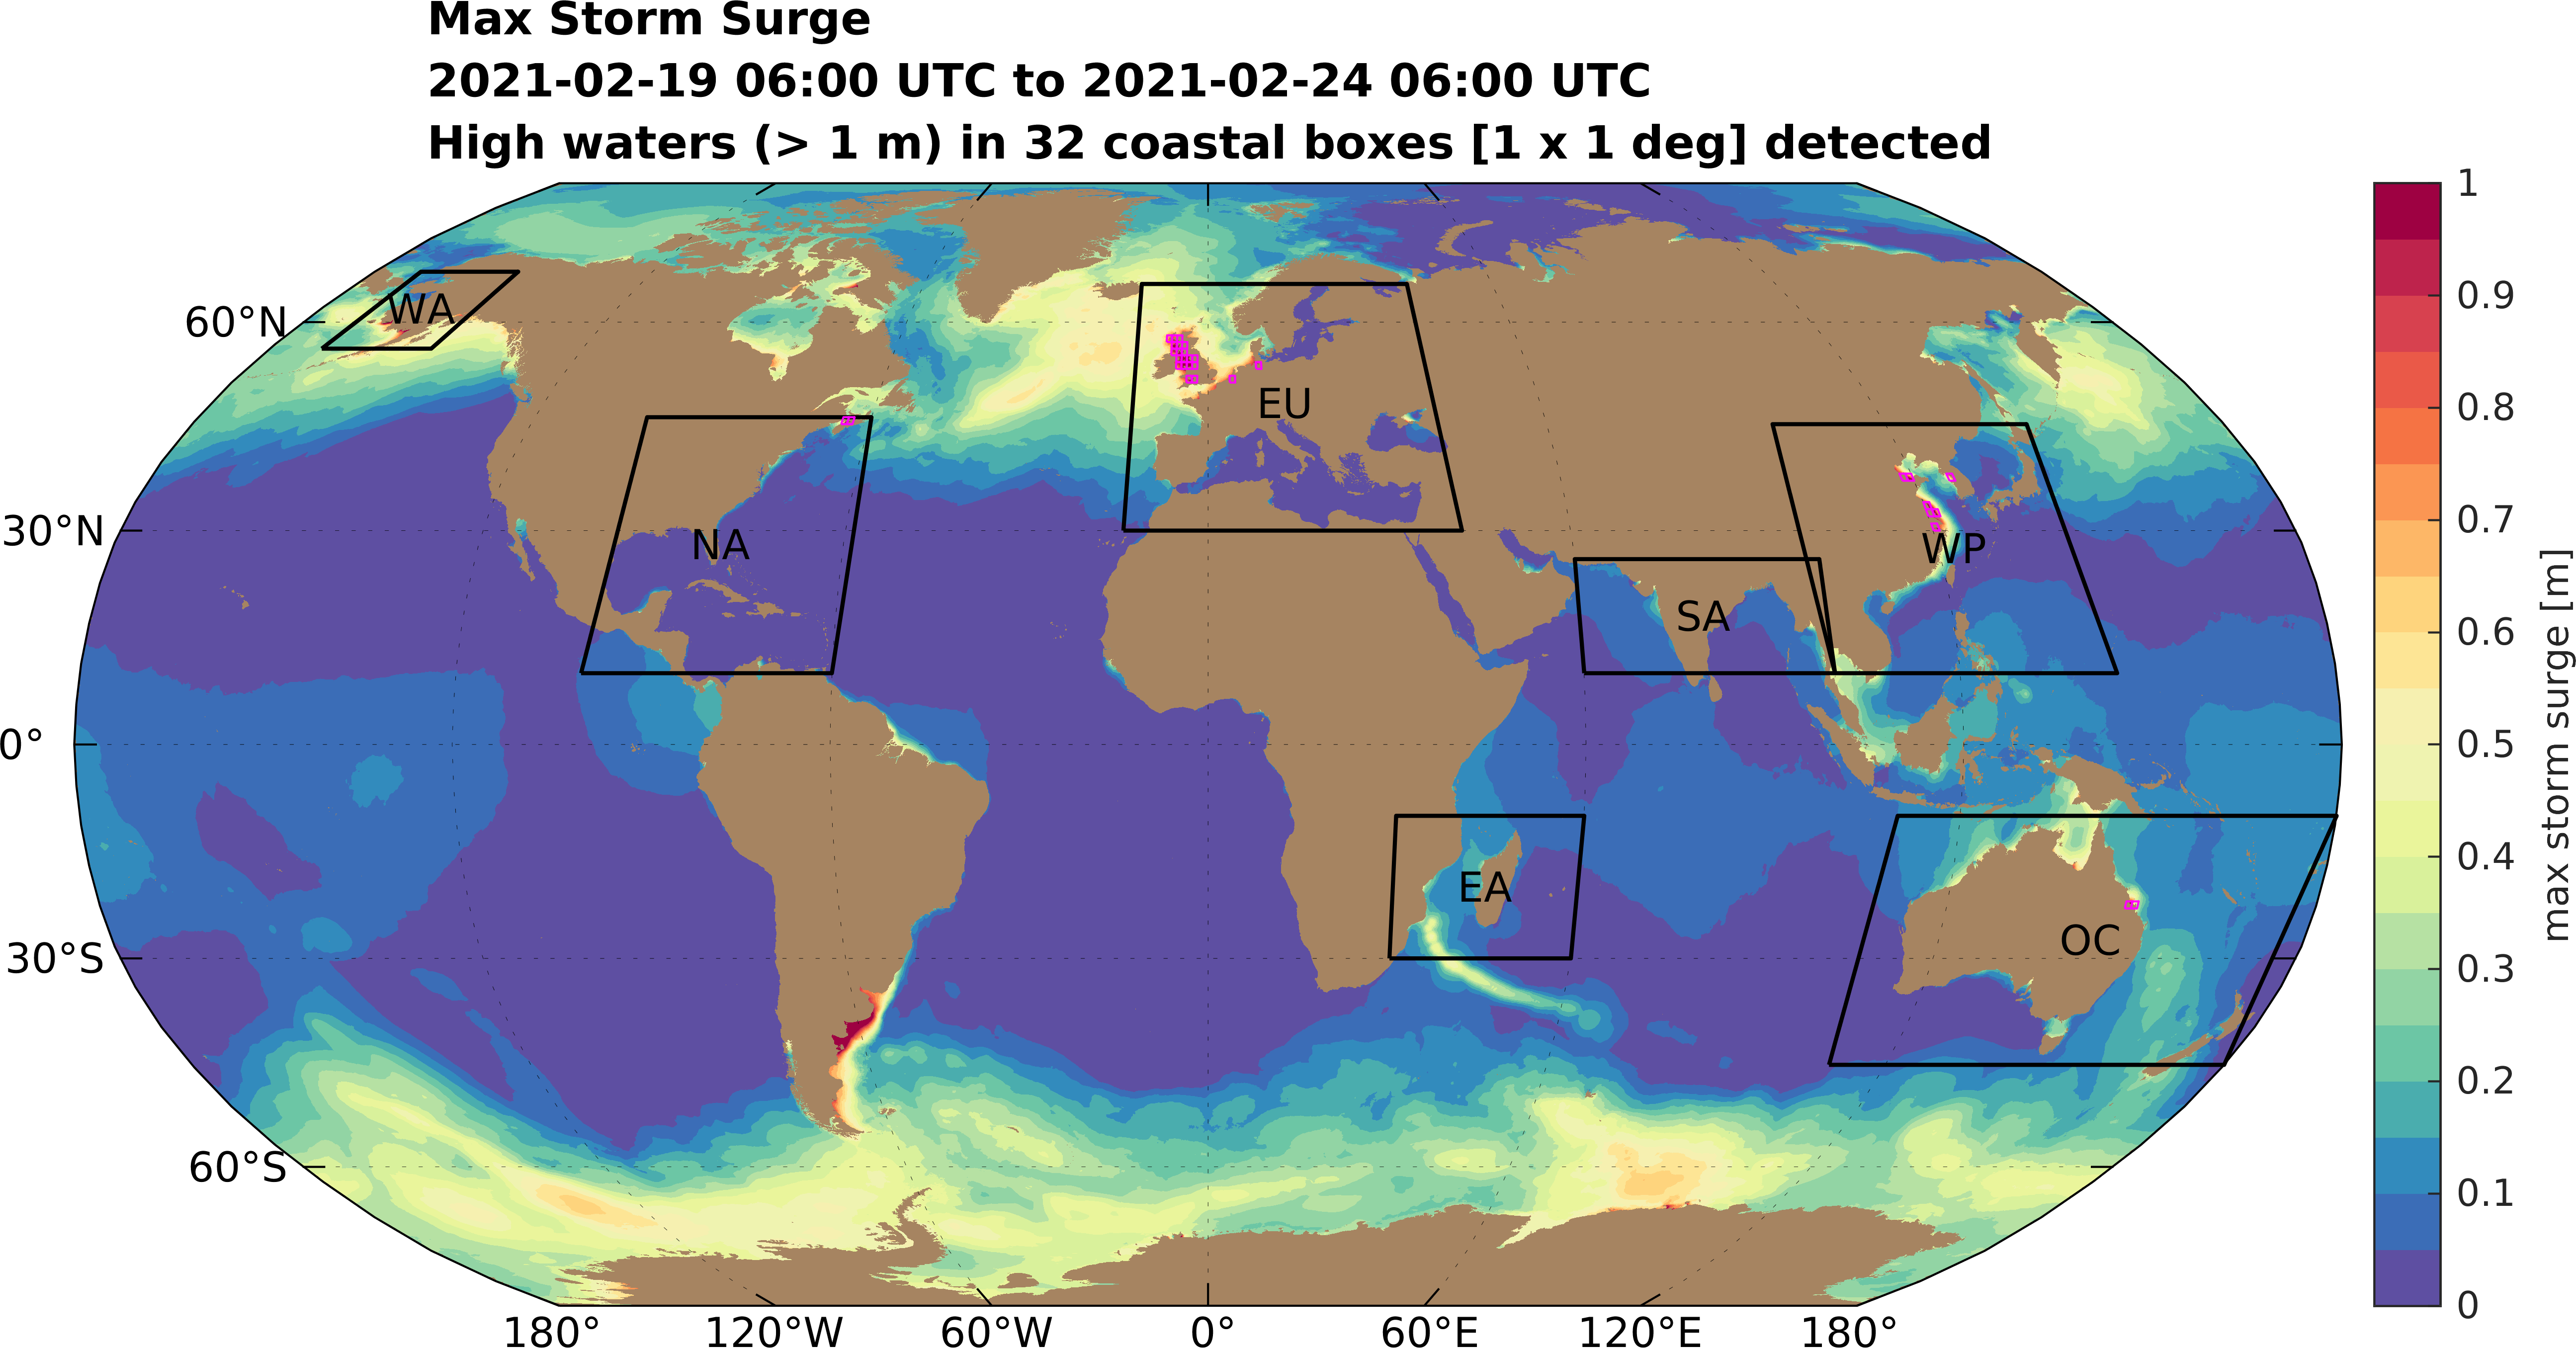 Max Storm Surge
2021-02-19 06:00 UTC to 2021-02-24 06:00 UTC
High waters (> 1 m) in 32 coastal boxes [1 x 1 deg] detected
60°N
30°N
0°
30°S
60°S
WA
NA
EU
SA
WP
EA
OC
180°
120°W
60°W
0°
60°E
120°E
180°
1
0.9
0.8
0.7
0.6
0.5
0.4
0.3
0.2
0.1
0
max storm surge [m]